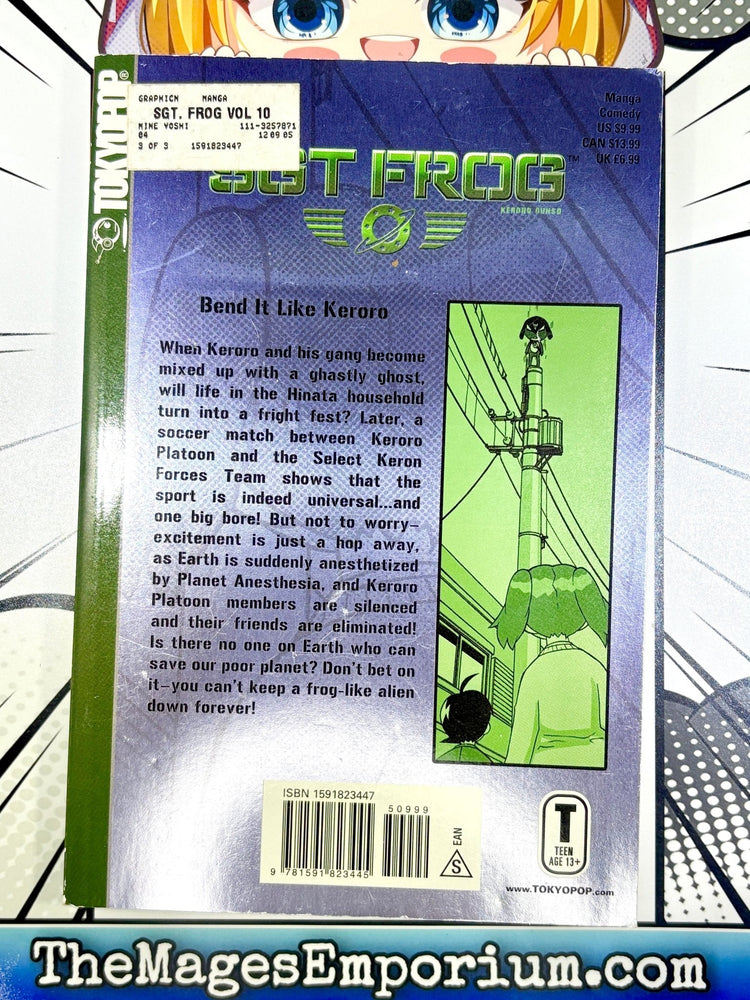 TOKYOPOP®
GRAPHICN MANGA
SGT. FROG VOL 10
MINE YOSHI 111-3257871
04 12 09 05
3 OF 3 1591823447
Manga
Comedy
US $9.99
CAN $13.99
UK £6.99
SGT FROG™
KERORO GUNSO
Bend It Like Keroro
When Keroro and his gang become
mixed up with a ghastly ghost,
will life in the Hinata household
turn into a fright fest? Later, a
soccer match between Keroro
Platoon and the Select Keron
Forces Team shows that the
sport is indeed universal...and
one big bore! But not to worry–
excitement is just a hop away,
as Earth is suddenly anesthetized
by Planet Anesthesia, and Keroro
Platoon members are silenced
and their friends are eliminated!
Is there no one on Earth who can
save our poor planet? Don't bet on
it–you can't keep a frog-like alien
down forever!
ISBN 1591823447
50999
9 781591 823445
EAN
S
T
TEEN
AGE 13+
www.TOKYOPOP.com
TheMagesEmporium.com